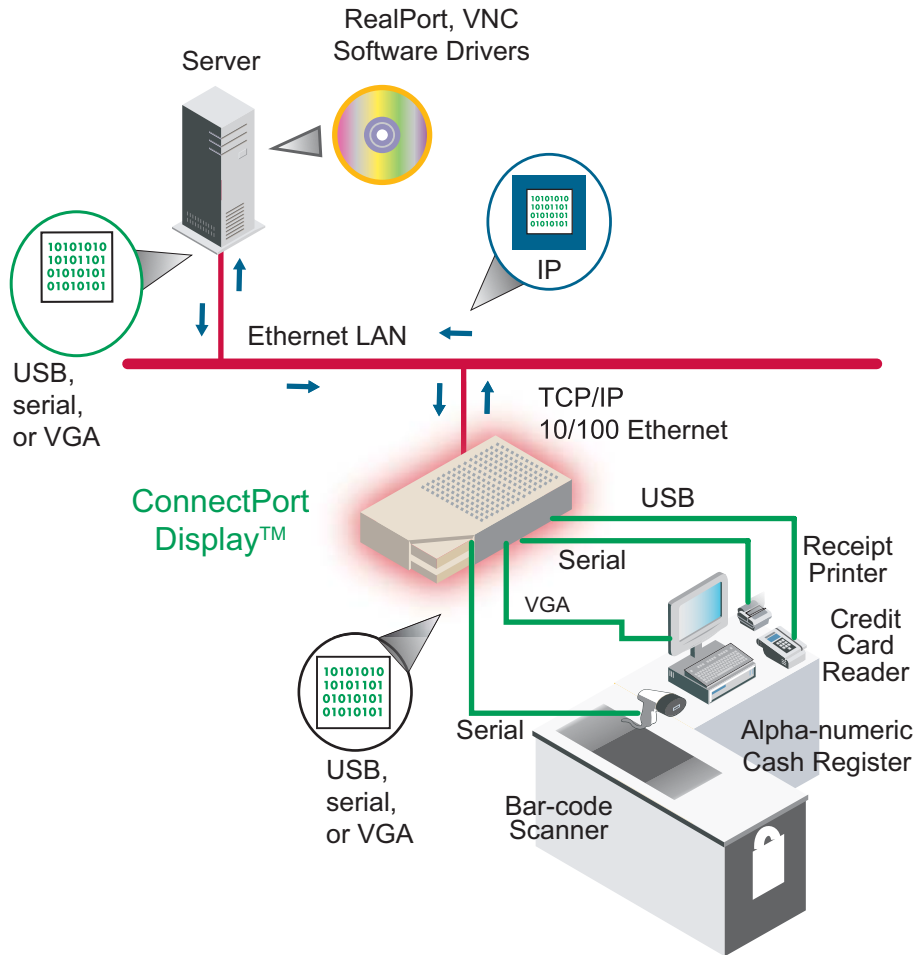 RealPort, VNC
Software Drivers
Server
10101010
10101101
01010101
01010101
IP
10101010
10101101
01010101
01010101
USB,
serial,
or VGA
Ethernet LAN
TCP/IP
10/100 Ethernet
ConnectPort
Display™
USB
Serial
VGA
Receipt
Printer
Credit
Card
Reader
10101010
10101101
01010101
01010101
USB,
serial,
or VGA
Serial
Alpha-numeric
Cash Register
Bar-code
Scanner